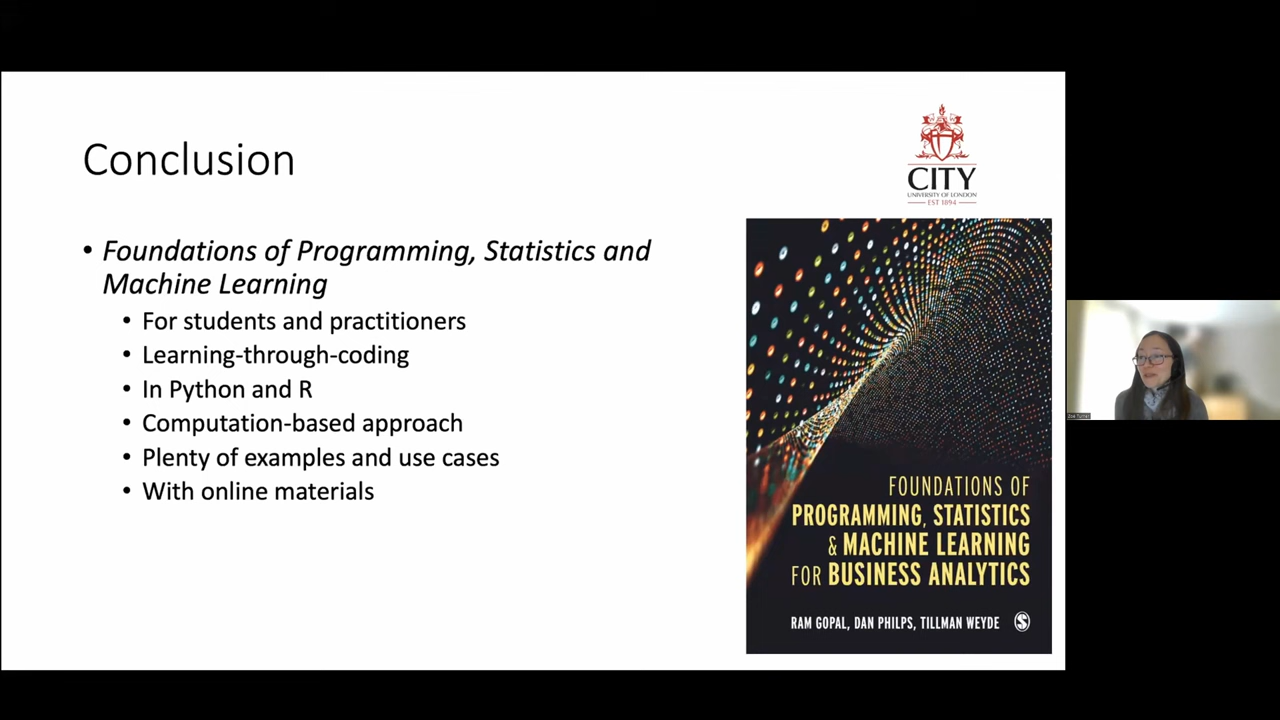 Conclusion
CITY
UNIVERSITY OF LONDON
EST 1894
• Foundations of Programming, Statistics and
Machine Learning
• For students and practitioners
• Learning-through-coding
• In Python and R
• Computation-based approach
• Plenty of examples and use cases
• With online materials
FOUNDATIONS OF
PROGRAMMING, STATISTICS
& MACHINE LEARNING
FOR BUSINESS ANALYTICS
RAM GOPAL, DAN PHILPS, TILLMAN WEYDE
S
Zoë Turner